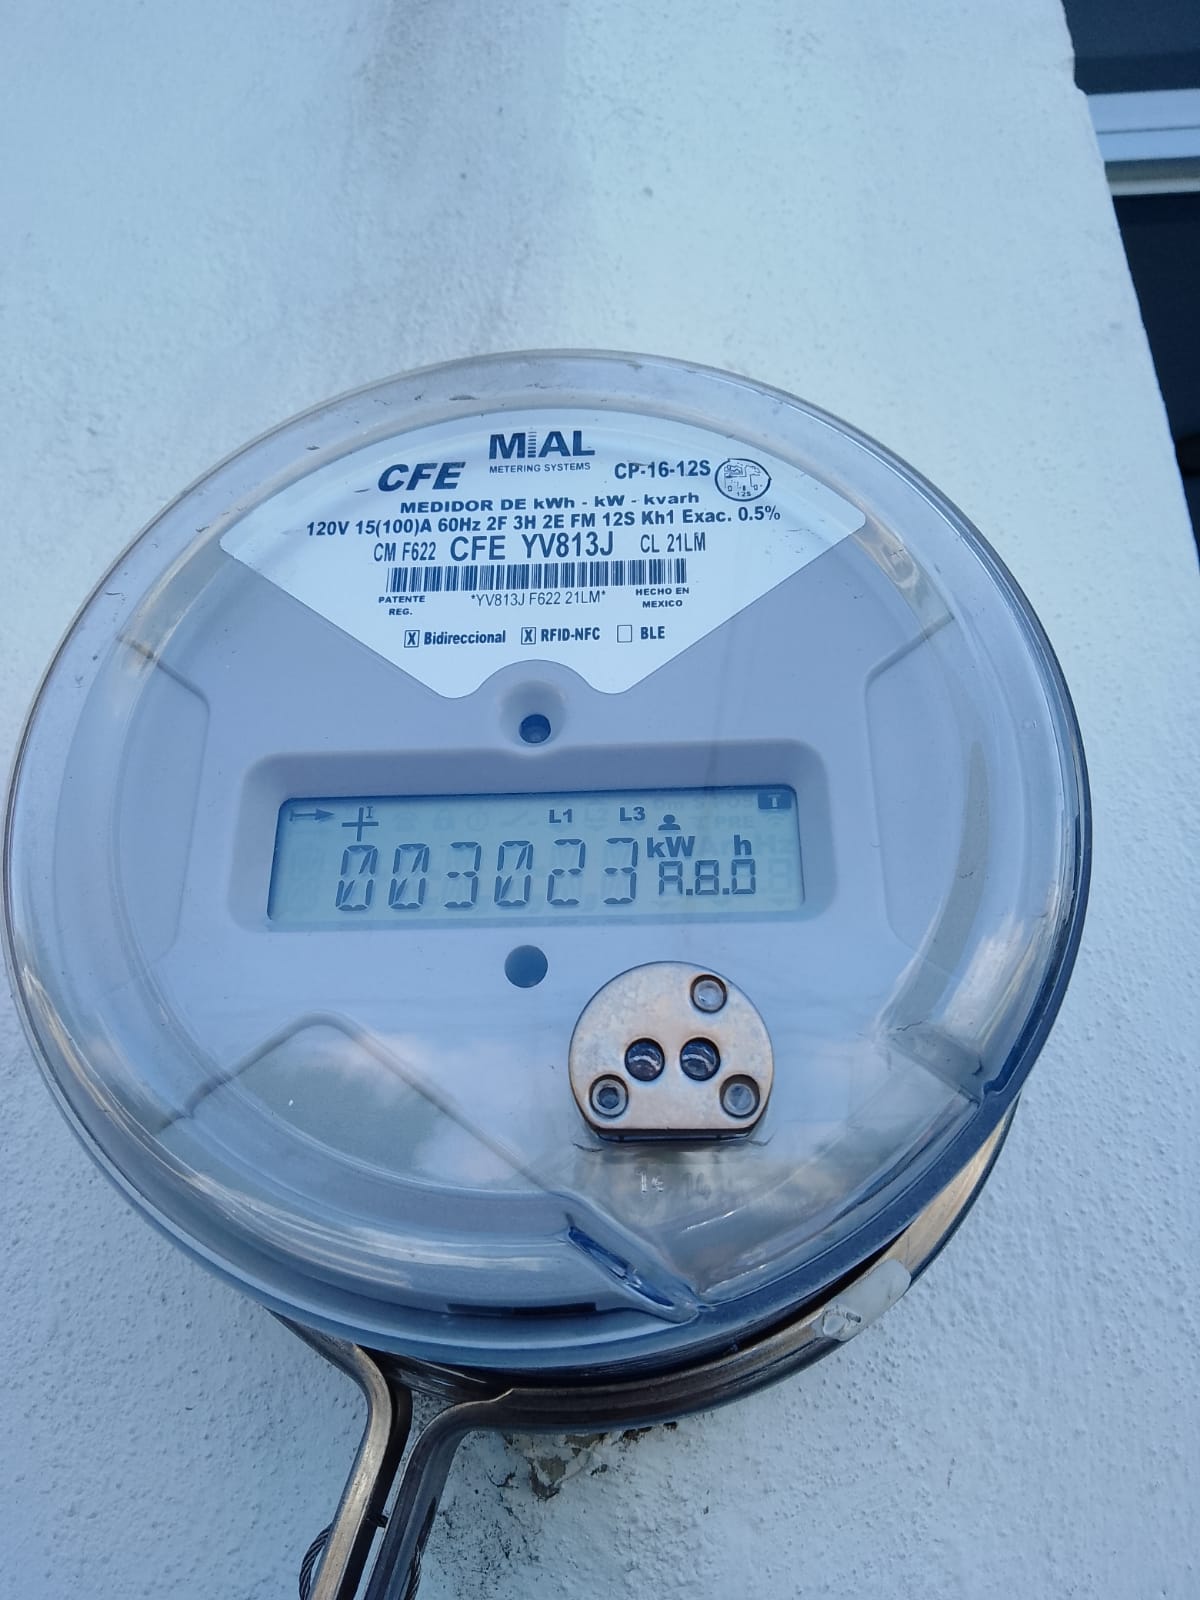 MIAL
METERING SYSTEMS
CFE
CP-16-12S
12S
MEDIDOR DE kWh - kW - kvarh
120V 15(100)A 60Hz 2F 3H 2E FM 12S Kh1 Exac. 0.5%
CM F622 CFE YV813J CL 21LM
PATENTE REG.
*YV813J F622 21LM*
HECHO EN MEXICO
X Bidireccional X RFID-NFC BLE
L1 L3 T
003023 kW h
A.8.0